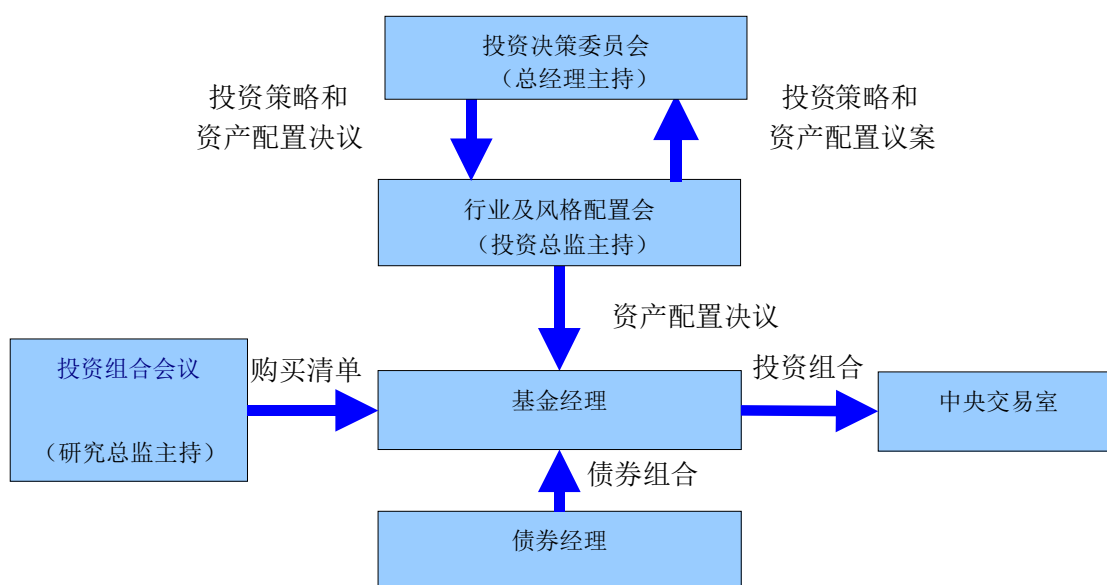 投资决策委员会
（总经理主持）
投资策略和
资产配置决议
投资策略和
资产配置议案
行业及风格配置会
（投资总监主持）
资产配置决议
投资组合会议
（研究总监主持）
购买清单
基金经理
投资组合
中央交易室
债券组合
债券经理